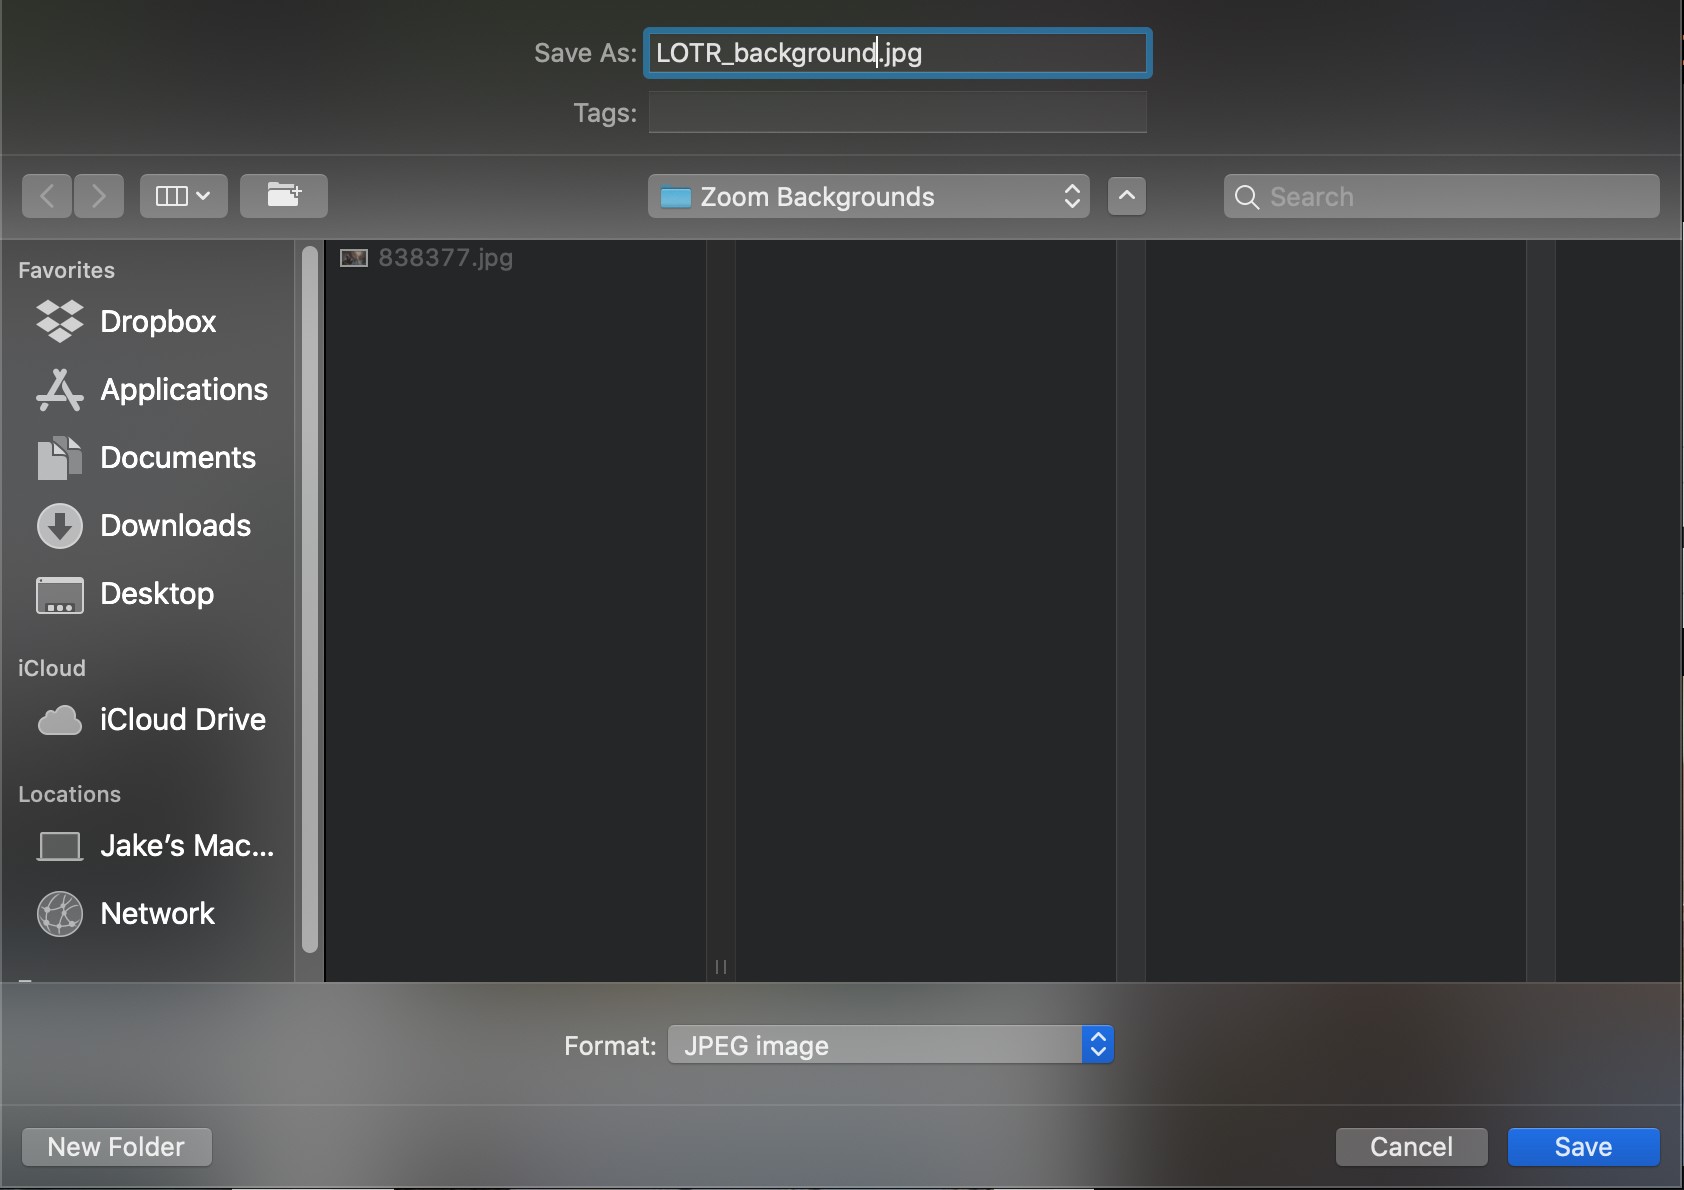 Save As: LOTR_background.jpg
Tags:
Zoom Backgrounds
Search
Favorites
Dropbox
Applications
Documents
Downloads
Desktop
iCloud
iCloud Drive
Locations
Jake’s Mac...
Network
838377.jpg
Format: JPEG image
New Folder
Cancel
Save